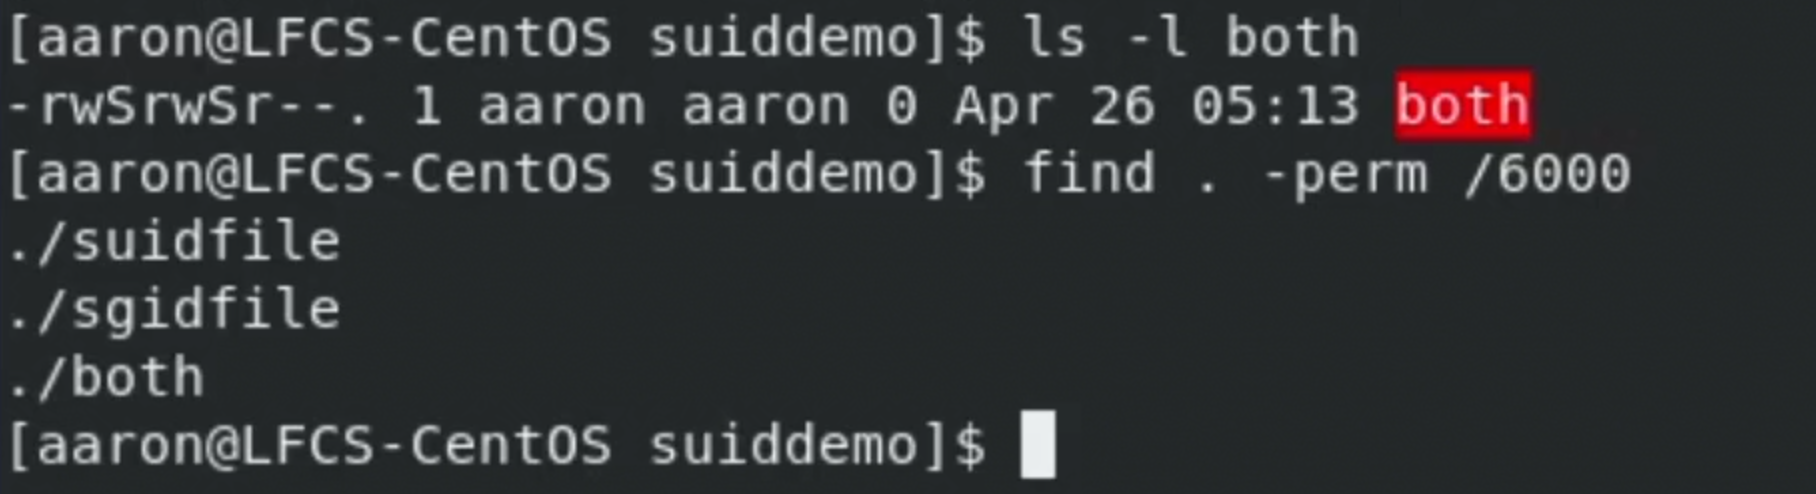 [aaron@LFCS-CentOS suiddemo]$ ls -l both
-rwSrwSr--. 1 aaron aaron 0 Apr 26 05:13 both
[aaron@LFCS-CentOS suiddemo]$ find . -perm /6000
./suidfile
./sgidfile
./both
[aaron@LFCS-CentOS suiddemo]$